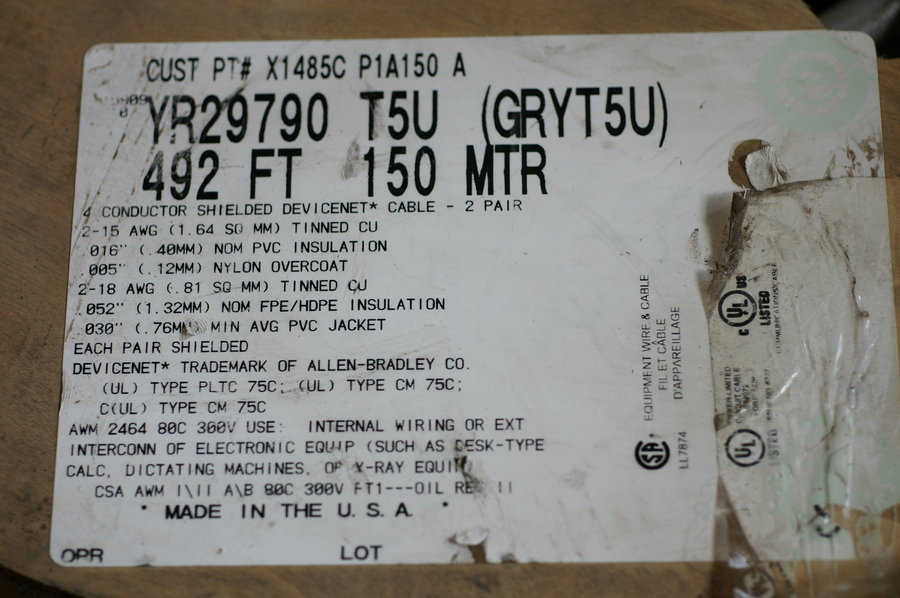 CUST PT# X1485C P1A150 A
YR29790 T5U (GRYT5U)
492 FT 150 MTR
4 CONDUCTOR SHIELDED DEVICENET* CABLE - 2 PAIR
2-15 AWG (1.64 SQ MM) TINNED CU
.016" (.40MM) NOM PVC INSULATION
.005" (.12MM) NYLON OVERCOAT
2-18 AWG (.81 SQ MM) TINNED CU
.052" (1.32MM) NOM FPE/HDPE INSULATION
.030" (.76MM) MIN AVG PVC JACKET
EACH PAIR SHIELDED
DEVICENET* TRADEMARK OF ALLEN-BRADLEY CO.
(UL) TYPE PLTC 75C; (UL) TYPE CM 75C;
C(UL) TYPE CM 75C
AWM 2464 80C 300V USE: INTERNAL WIRING OR EXT
INTERCONN OF ELECTRONIC EQUIP (SUCH AS DESK-TYPE
CALC, DICTATING MACHINES, OR X-RAY EQUIP)
CSA AWM I\II A\B 80C 300V FT1---OIL RES II
* MADE IN THE U.S.A. *
OPR LOT
EQUIPMENT WIRE & CABLE
FIL ET CÂBLE
D'APPAREILLAGE
LL7874
C UL US
LISTED
UL
LISTED